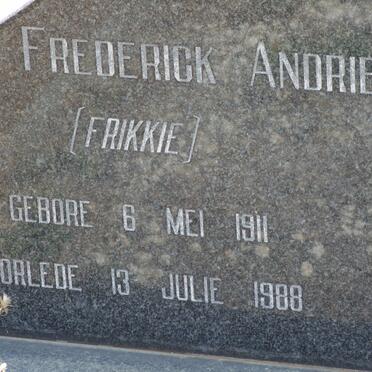 FREDERICK ANDRIE
[FRIKKIE]
GEBORE 6 MEI 1911
ORLEDE 13 JULIE 1988